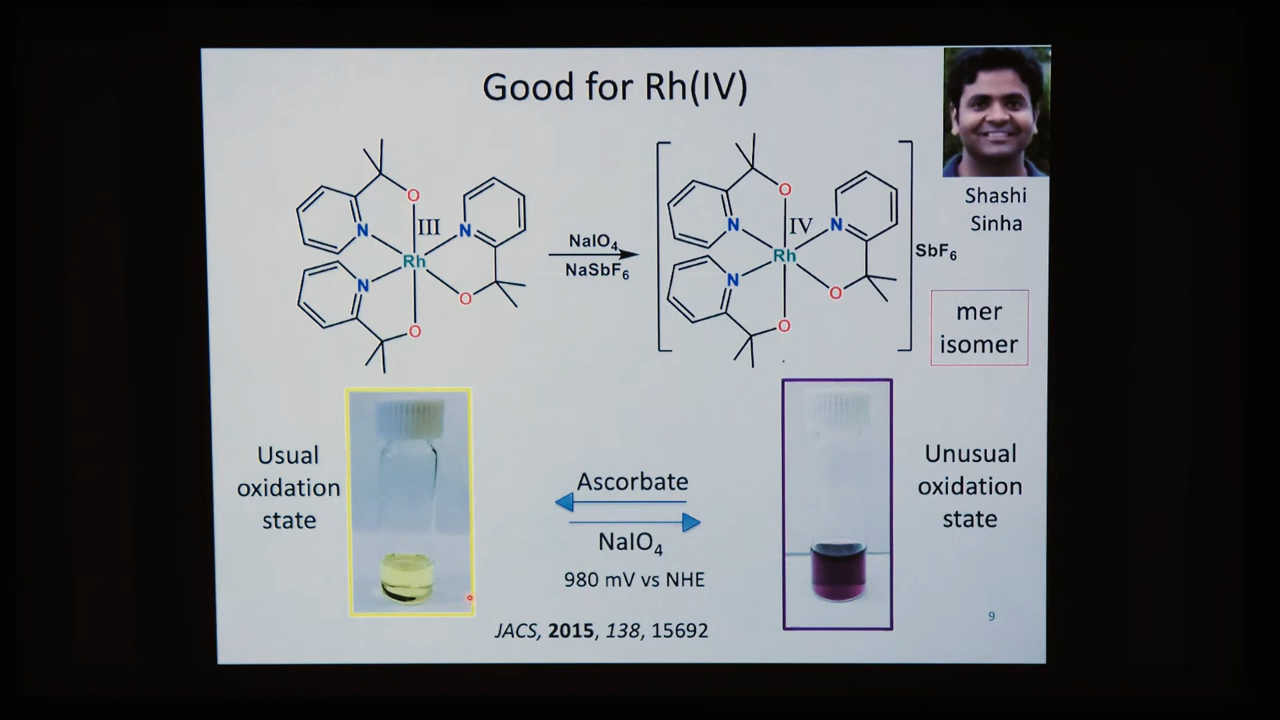 Good for Rh(IV)
Shashi
Sinha
O
III
N
N
Rh
N
O
O
NaIO4
NaSbF6
O
IV
N
N
Rh
N
O
O
SbF6
mer
isomer
Usual
oxidation
state
Ascorbate
NaIO4
980 mV vs NHE
Unusual
oxidation
state
JACS, 2015, 138, 15692
9